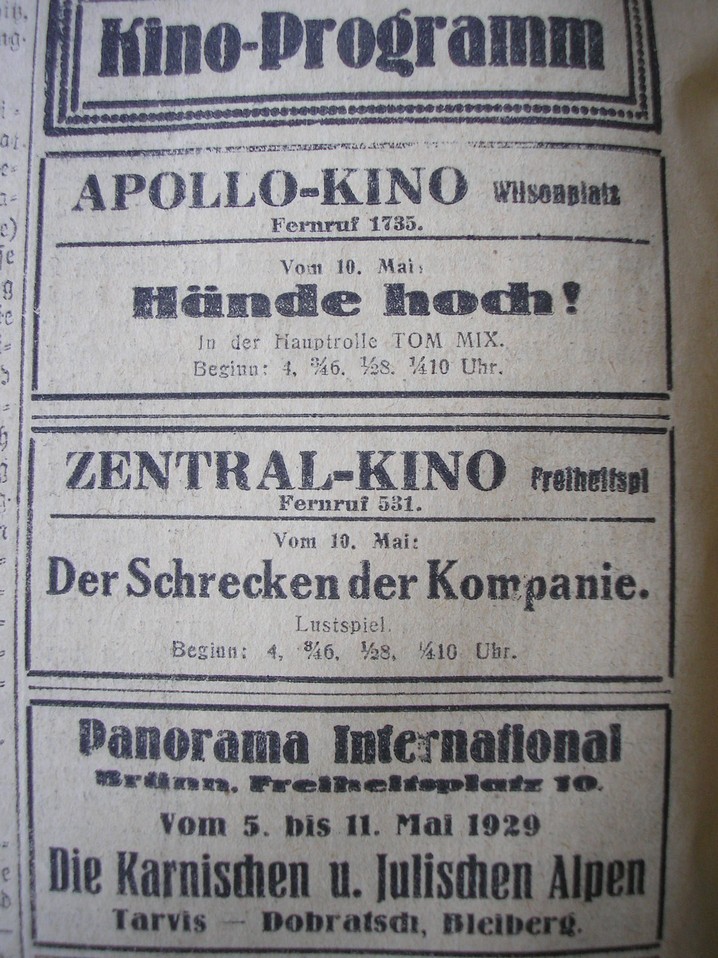 Kino-Programm
APOLLO-KINO Wilsonplatz
Fernruf 1735.
Vom 10. Mai:
Hände hoch!
In der Hauptrolle TOM MIX.
Beginn: 4, ¾6, ½8, ¼10 Uhr.
ZENTRAL-KINO Freiheitspl
Fernruf 531.
Vom 10. Mai:
Der Schrecken der Kompanie.
Lustspiel.
Beginn: 4, ¾6, ½8, ¼10 Uhr.
Panorama International
Brünn, Freiheitsplatz 10.
Vom 5. bis 11. Mai 1929
Die Karnischen u. Julischen Alpen
Tarvis — Dobratsch, Bleiberg.